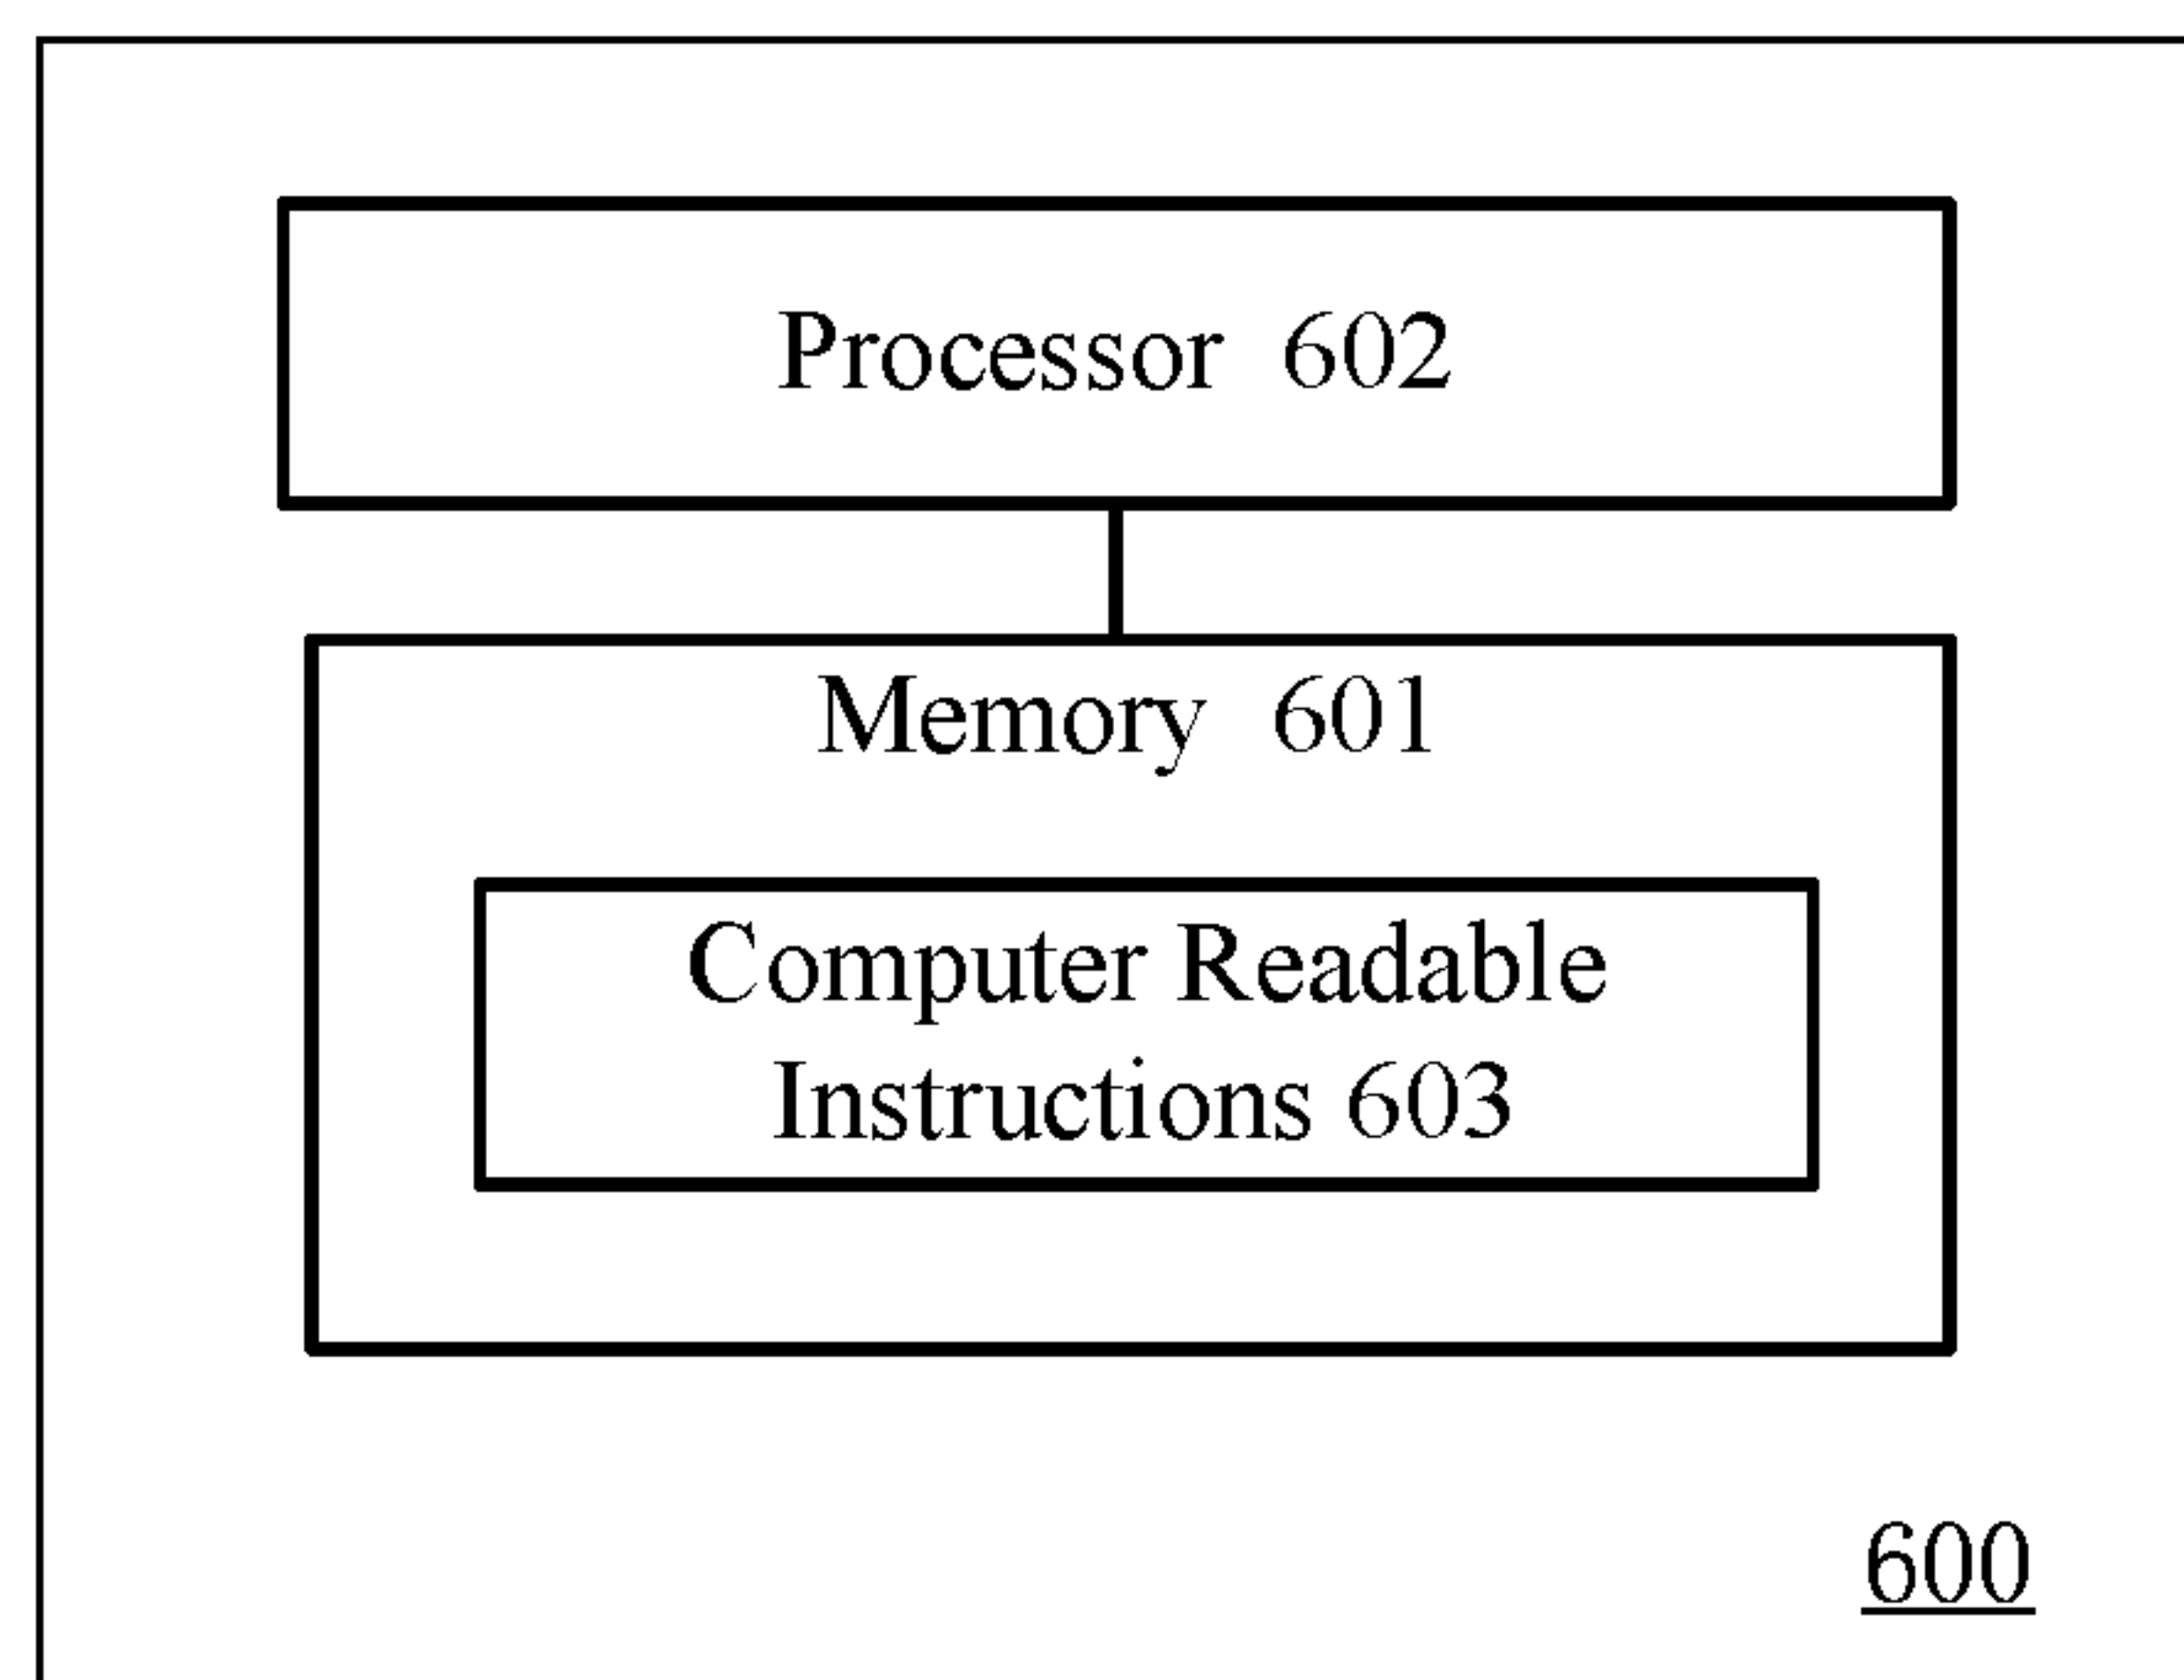 Processor 602
Memory 601
Computer Readable
Instructions 603
600